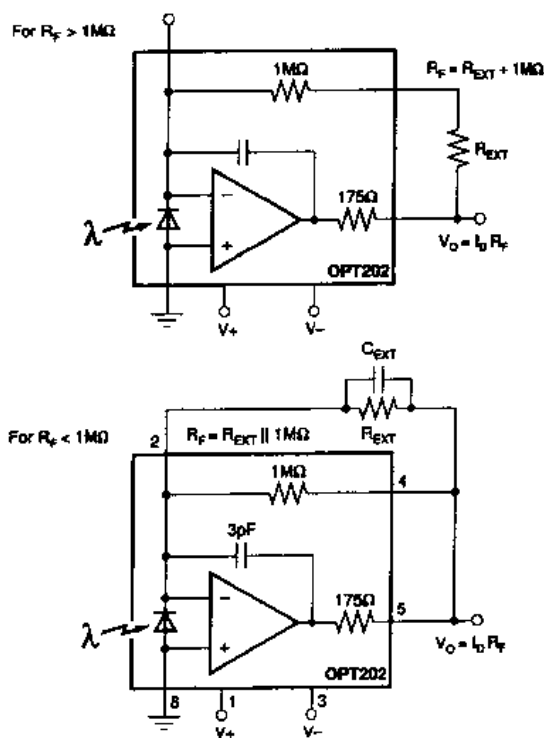 For R_F > 1MΩ
1MΩ
R_F = R_EXT + 1MΩ
R_EXT
175Ω
λ
V_O = I_D R_F
OPT202
V+
V–
C_EXT
R_EXT
For R_F < 1MΩ
2
R_F = R_EXT || 1MΩ
1MΩ
4
3pF
175Ω
5
λ
V_O = I_D R_F
OPT202
8
1
3
V+
V–